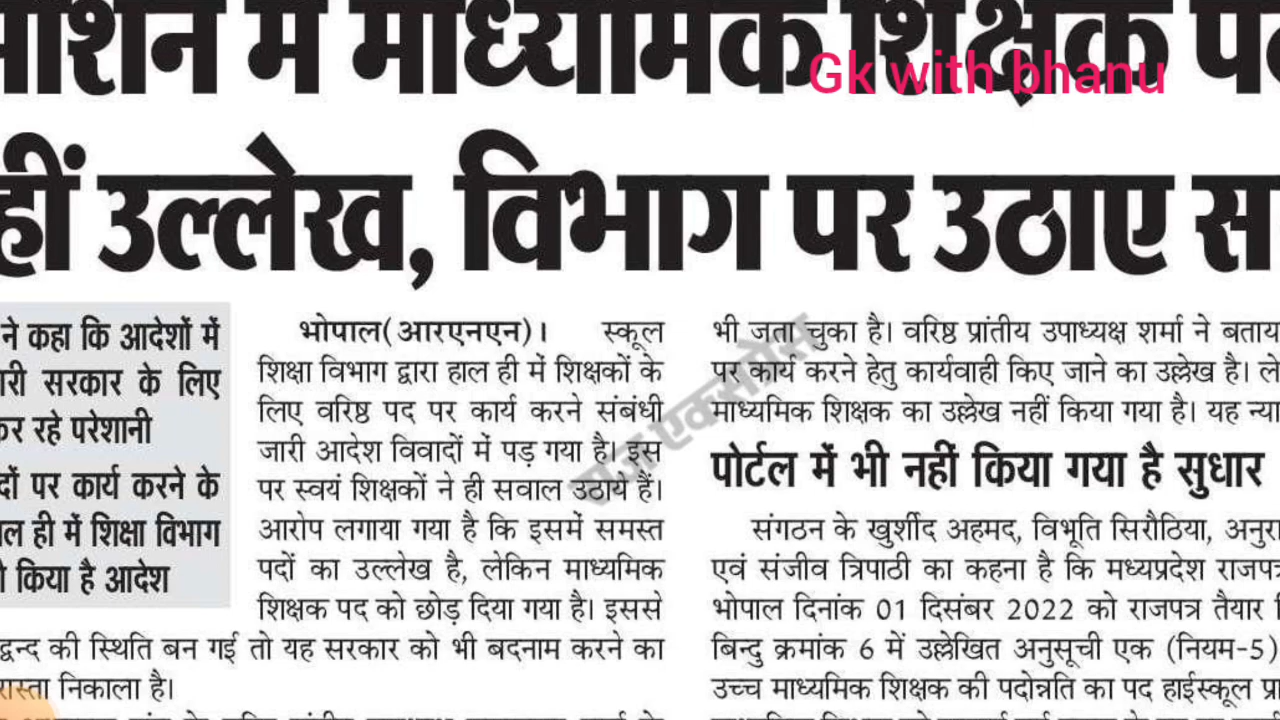 में माध्यमिक शिक्षक
Gk with bhanu
उल्लेख, विभाग पर उठाए
ने कहा कि आदेशों में
सरकार के लिए
कर रहे परेशानी
पर कार्य करने के
ही में शिक्षा विभाग
किया है आदेश
भोपाल(आरएनएन)। स्कूल
शिक्षा विभाग द्वारा हाल ही में शिक्षकों के
लिए वरिष्ठ पद पर कार्य करने संबंधी
जारी आदेश विवादों में पड़ गया है। इस
पर स्वयं शिक्षकों ने ही सवाल उठाये हैं।
आरोप लगाया गया है कि इसमें समस्त
पदों का उल्लेख है, लेकिन माध्यमिक
शिक्षक पद को छोड़ दिया गया है। इससे
द्वन्द की स्थिति बन गई तो यह सरकार को भी बदनाम करने का
रास्ता निकाला है।
भी जता चुका है। वरिष्ठ प्रांतीय उपाध्यक्ष शर्मा ने
पर कार्य करने हेतु कार्यवाही किए जाने का उल्लेख है।
माध्यमिक शिक्षक का उल्लेख नहीं किया गया है। यह
पोर्टल में भी नहीं किया गया है सुधार
संगठन के खुर्शीद अहमद, विभूति सिरौठिया,
एवं संजीव त्रिपाठी का कहना है कि मध्यप्रदेश
भोपाल दिनांक 01 दिसंबर 2022 को राजपत्र तैयार
बिन्दु क्रमांक 6 में उल्लेखित अनुसूची एक (नियम-5)
उच्च माध्यमिक शिक्षक की पदोन्नति का पद हाईस्कूल
राज एक्सप्रेस